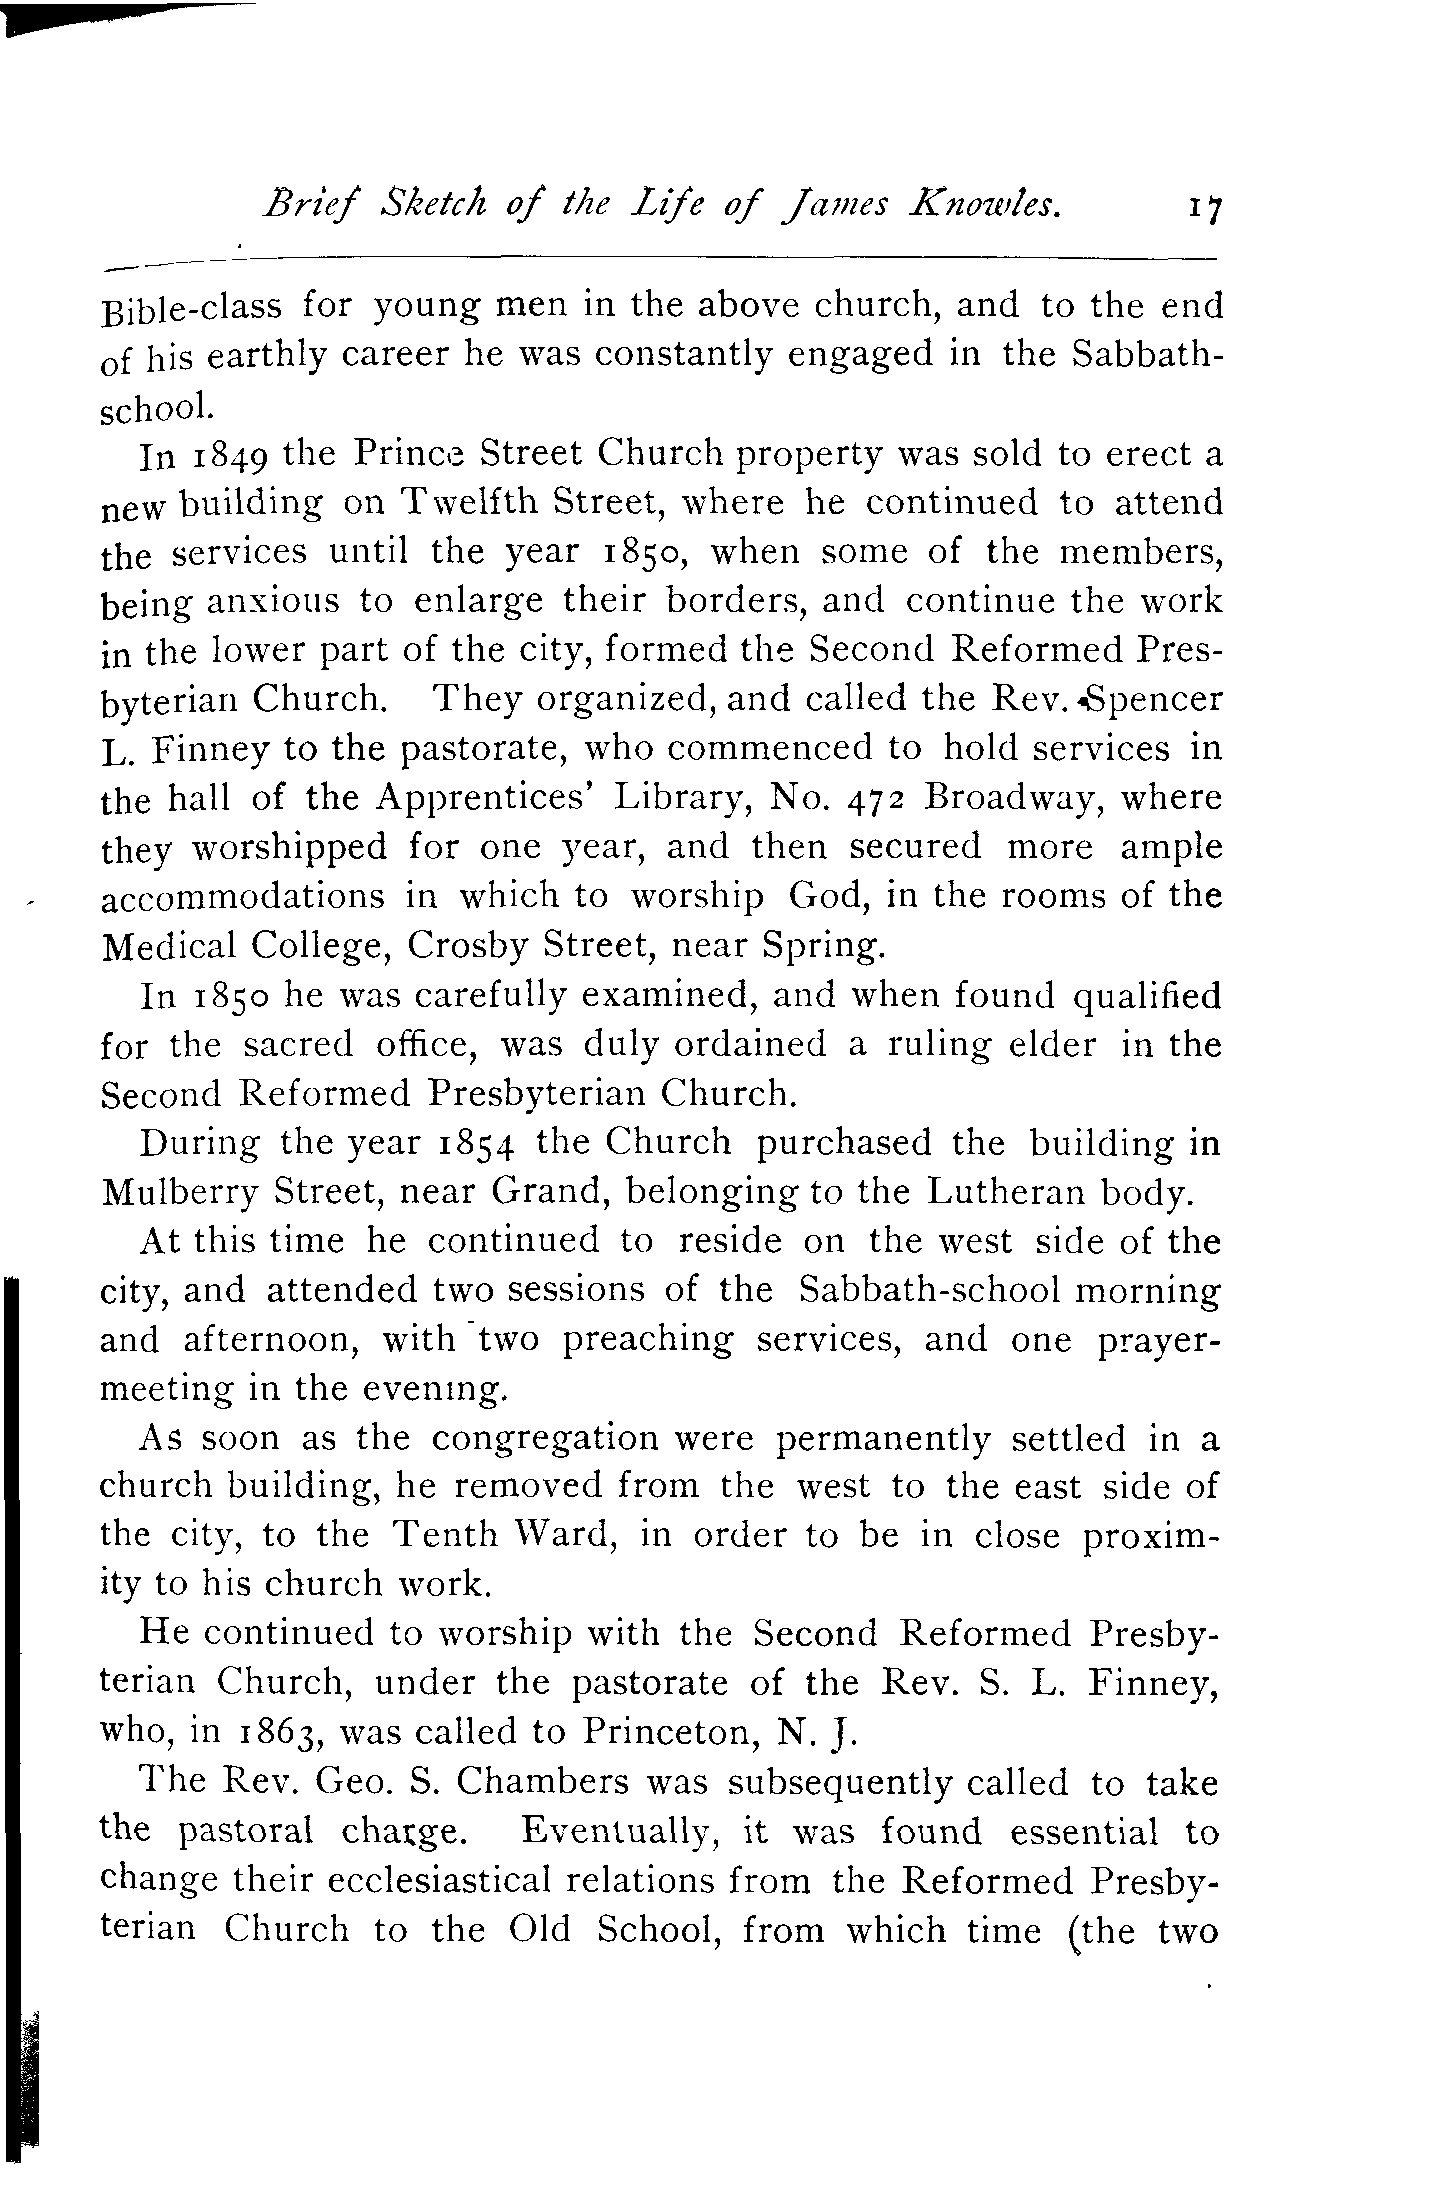 Brief Sketch of the Life of James Knowles. 17
Bible-class for young men in the above church, and to the end
of his earthly career he was constantly engaged in the Sabbath-
school.
In 1849 the Prince Street Church property was sold to erect a
new building on Twelfth Street, where he continued to attend
the services until the year 1850, when some of the members,
being anxious to enlarge their borders, and continue the work
in the lower part of the city, formed the Second Reformed Pres-
byterian Church. They organized, and called the Rev. Spencer
L. Finney to the pastorate, who commenced to hold services in
the hall of the Apprentices' Library, No. 472 Broadway, where
they worshipped for one year, and then secured more ample
accommodations in which to worship God, in the rooms of the
Medical College, Crosby Street, near Spring.
In 1850 he was carefully examined, and when found qualified
for the sacred office, was duly ordained a ruling elder in the
Second Reformed Presbyterian Church.
During the year 1854 the Church purchased the building in
Mulberry Street, near Grand, belonging to the Lutheran body.
At this time he continued to reside on the west side of the
city, and attended two sessions of the Sabbath-school morning
and afternoon, with two preaching services, and one prayer-
meeting in the evening.
As soon as the congregation were permanently settled in a
church building, he removed from the west to the east side of
the city, to the Tenth Ward, in order to be in close proxim-
ity to his church work.
He continued to worship with the Second Reformed Presby-
terian Church, under the pastorate of the Rev. S. L. Finney,
who, in 1863, was called to Princeton, N. J.
The Rev. Geo. S. Chambers was subsequently called to take
the pastoral charge. Eventually, it was found essential to
change their ecclesiastical relations from the Reformed Presby-
terian Church to the Old School, from which time (the two